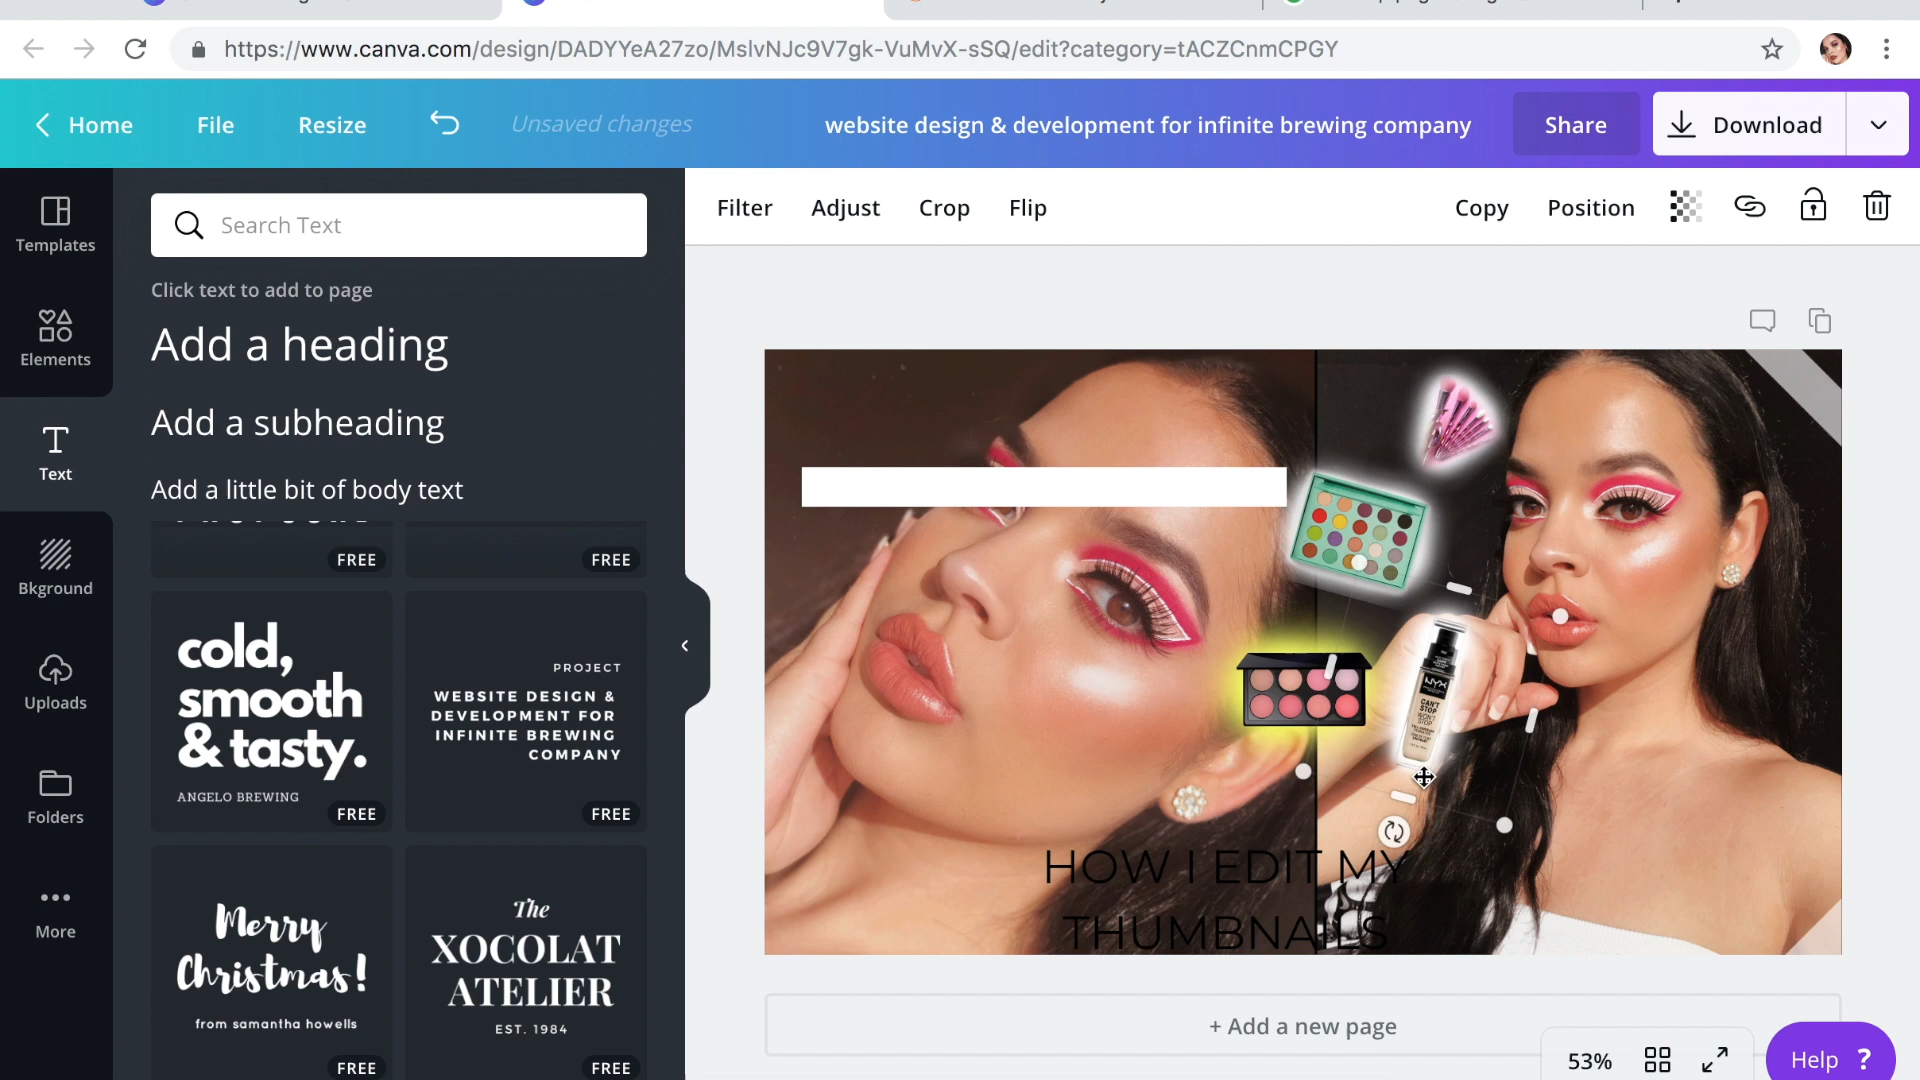 https://www.canva.com/design/DADYYeA27zo/MslvNJc9V7gk-VuMvX-sSQ/edit?category=tACZCnmCPGY
Home
File
Resize
Unsaved changes
website design & development for infinite brewing company
Share
Download
Templates
Elements
Text
Bkground
Uploads
Folders
More
Search Text
Click text to add to page
Add a heading
Add a subheading
Add a little bit of body text
FREE
FREE
cold,
smooth
& tasty.
ANGELO BREWING
FREE
PROJECT
WEBSITE DESIGN &
DEVELOPMENT FOR
INFINITE BREWING
COMPANY
FREE
Merry
Christmas!
from samantha howells
FREE
The
XOCOLAT
ATELIER
EST. 1984
FREE
Filter
Adjust
Crop
Flip
Copy
Position
NYX
CAN'T
STOP
WON'T
STOP
HOW I EDIT MY
THUMBNAILS
+ Add a new page
53%
Help ?